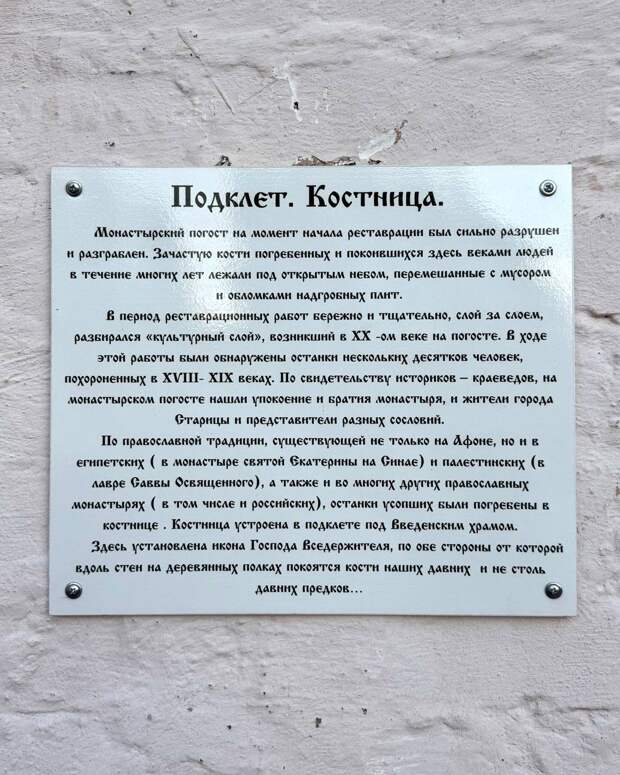 Подклет. Костница.
Монастырский погост на момент начала реставрации был сильно разрушен
и разграблен. Зачастую кости погребенных и покоившихся здесь веками людей
в течение многих лет лежали под открытым небом, перемешанные с мусором
и обломками надгробных плит.
В период реставрационных работ бережно и тщательно, слой за слоем,
разбирался «культурный слой», возникший в XX -ом веке на погосте. В ходе
этой работы были обнаружены останки нескольких десятков человек,
похороненных в XVIII- XIX веках. По свидетельству историков – краеведов, на
монастырском погосте нашли упокоение и братия монастыря, и жители города
Старицы и представители разных сословий.
По православной традиции, существующей не только на Афоне, но и в
египетских ( в монастыре святой Екатерины на Синае) и палестинских (в
лавре Саввы Освященного), а также и во многих других православных
монастырях ( в том числе и российских), останки усопших были погребены в
костнице . Костница устроена в подклете под Введенским храмом.
Здесь установлена икона Господа Вседержителя, по обе стороны от которой
вдоль стен на деревянных полках покоятся кости наших давних и не столь
давних предков...